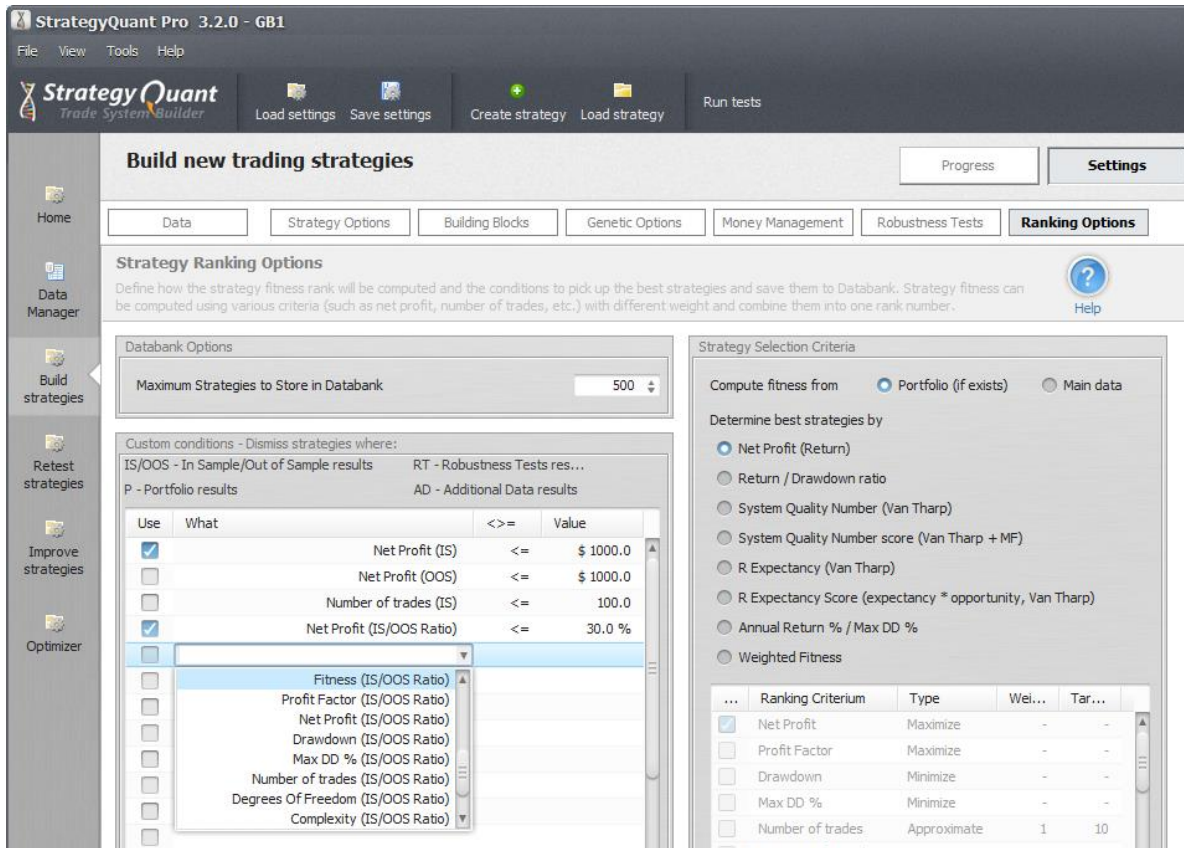 StrategyQuant Pro 3.2.0 - GB1
File View Tools Help
StrategyQuant
Trade System Builder
Load settings Save settings Create strategy Load strategy Run tests
Build new trading strategies
Progress Settings
Home
Data Strategy Options Building Blocks Genetic Options Money Management Robustness Tests Ranking Options
Strategy Ranking Options
Define how the strategy fitness rank will be computed and the conditions to pick up the best strategies and save them to Databank. Strategy fitness can
be computed using various criteria (such as net profit, number of trades, etc.) with different weight and combine them into one rank number.
?
Help
Data
Manager
Build
strategies
Retest
strategies
Improve
strategies
Optimizer
Databank Options
Maximum Strategies to Store in Databank 500
Custom conditions - Dismiss strategies where:
IS/OOS - In Sample/Out of Sample results RT - Robustness Tests res...
P - Portfolio results AD - Additional Data results
Use What <>= Value
Net Profit (IS) <= $ 1000.0
Net Profit (OOS) <= $ 1000.0
Number of trades (IS) <= 100.0
Net Profit (IS/OOS Ratio) <= 30.0 %
Fitness (IS/OOS Ratio)
Profit Factor (IS/OOS Ratio)
Net Profit (IS/OOS Ratio)
Drawdown (IS/OOS Ratio)
Max DD % (IS/OOS Ratio)
Number of trades (IS/OOS Ratio)
Degrees Of Freedom (IS/OOS Ratio)
Complexity (IS/OOS Ratio)
Strategy Selection Criteria
Compute fitness from Portfolio (if exists) Main data
Determine best strategies by
Net Profit (Return)
Return / Drawdown ratio
System Quality Number (Van Tharp)
System Quality Number score (Van Tharp + MF)
R Expectancy (Van Tharp)
R Expectancy Score (expectancy * opportunity, Van Tharp)
Annual Return % / Max DD %
Weighted Fitness
... Ranking Criterium Type Wei... Tar...
Net Profit Maximize - -
Profit Factor Maximize - -
Drawdown Minimize - -
Max DD % Minimize - -
Number of trades Approximate 1 10